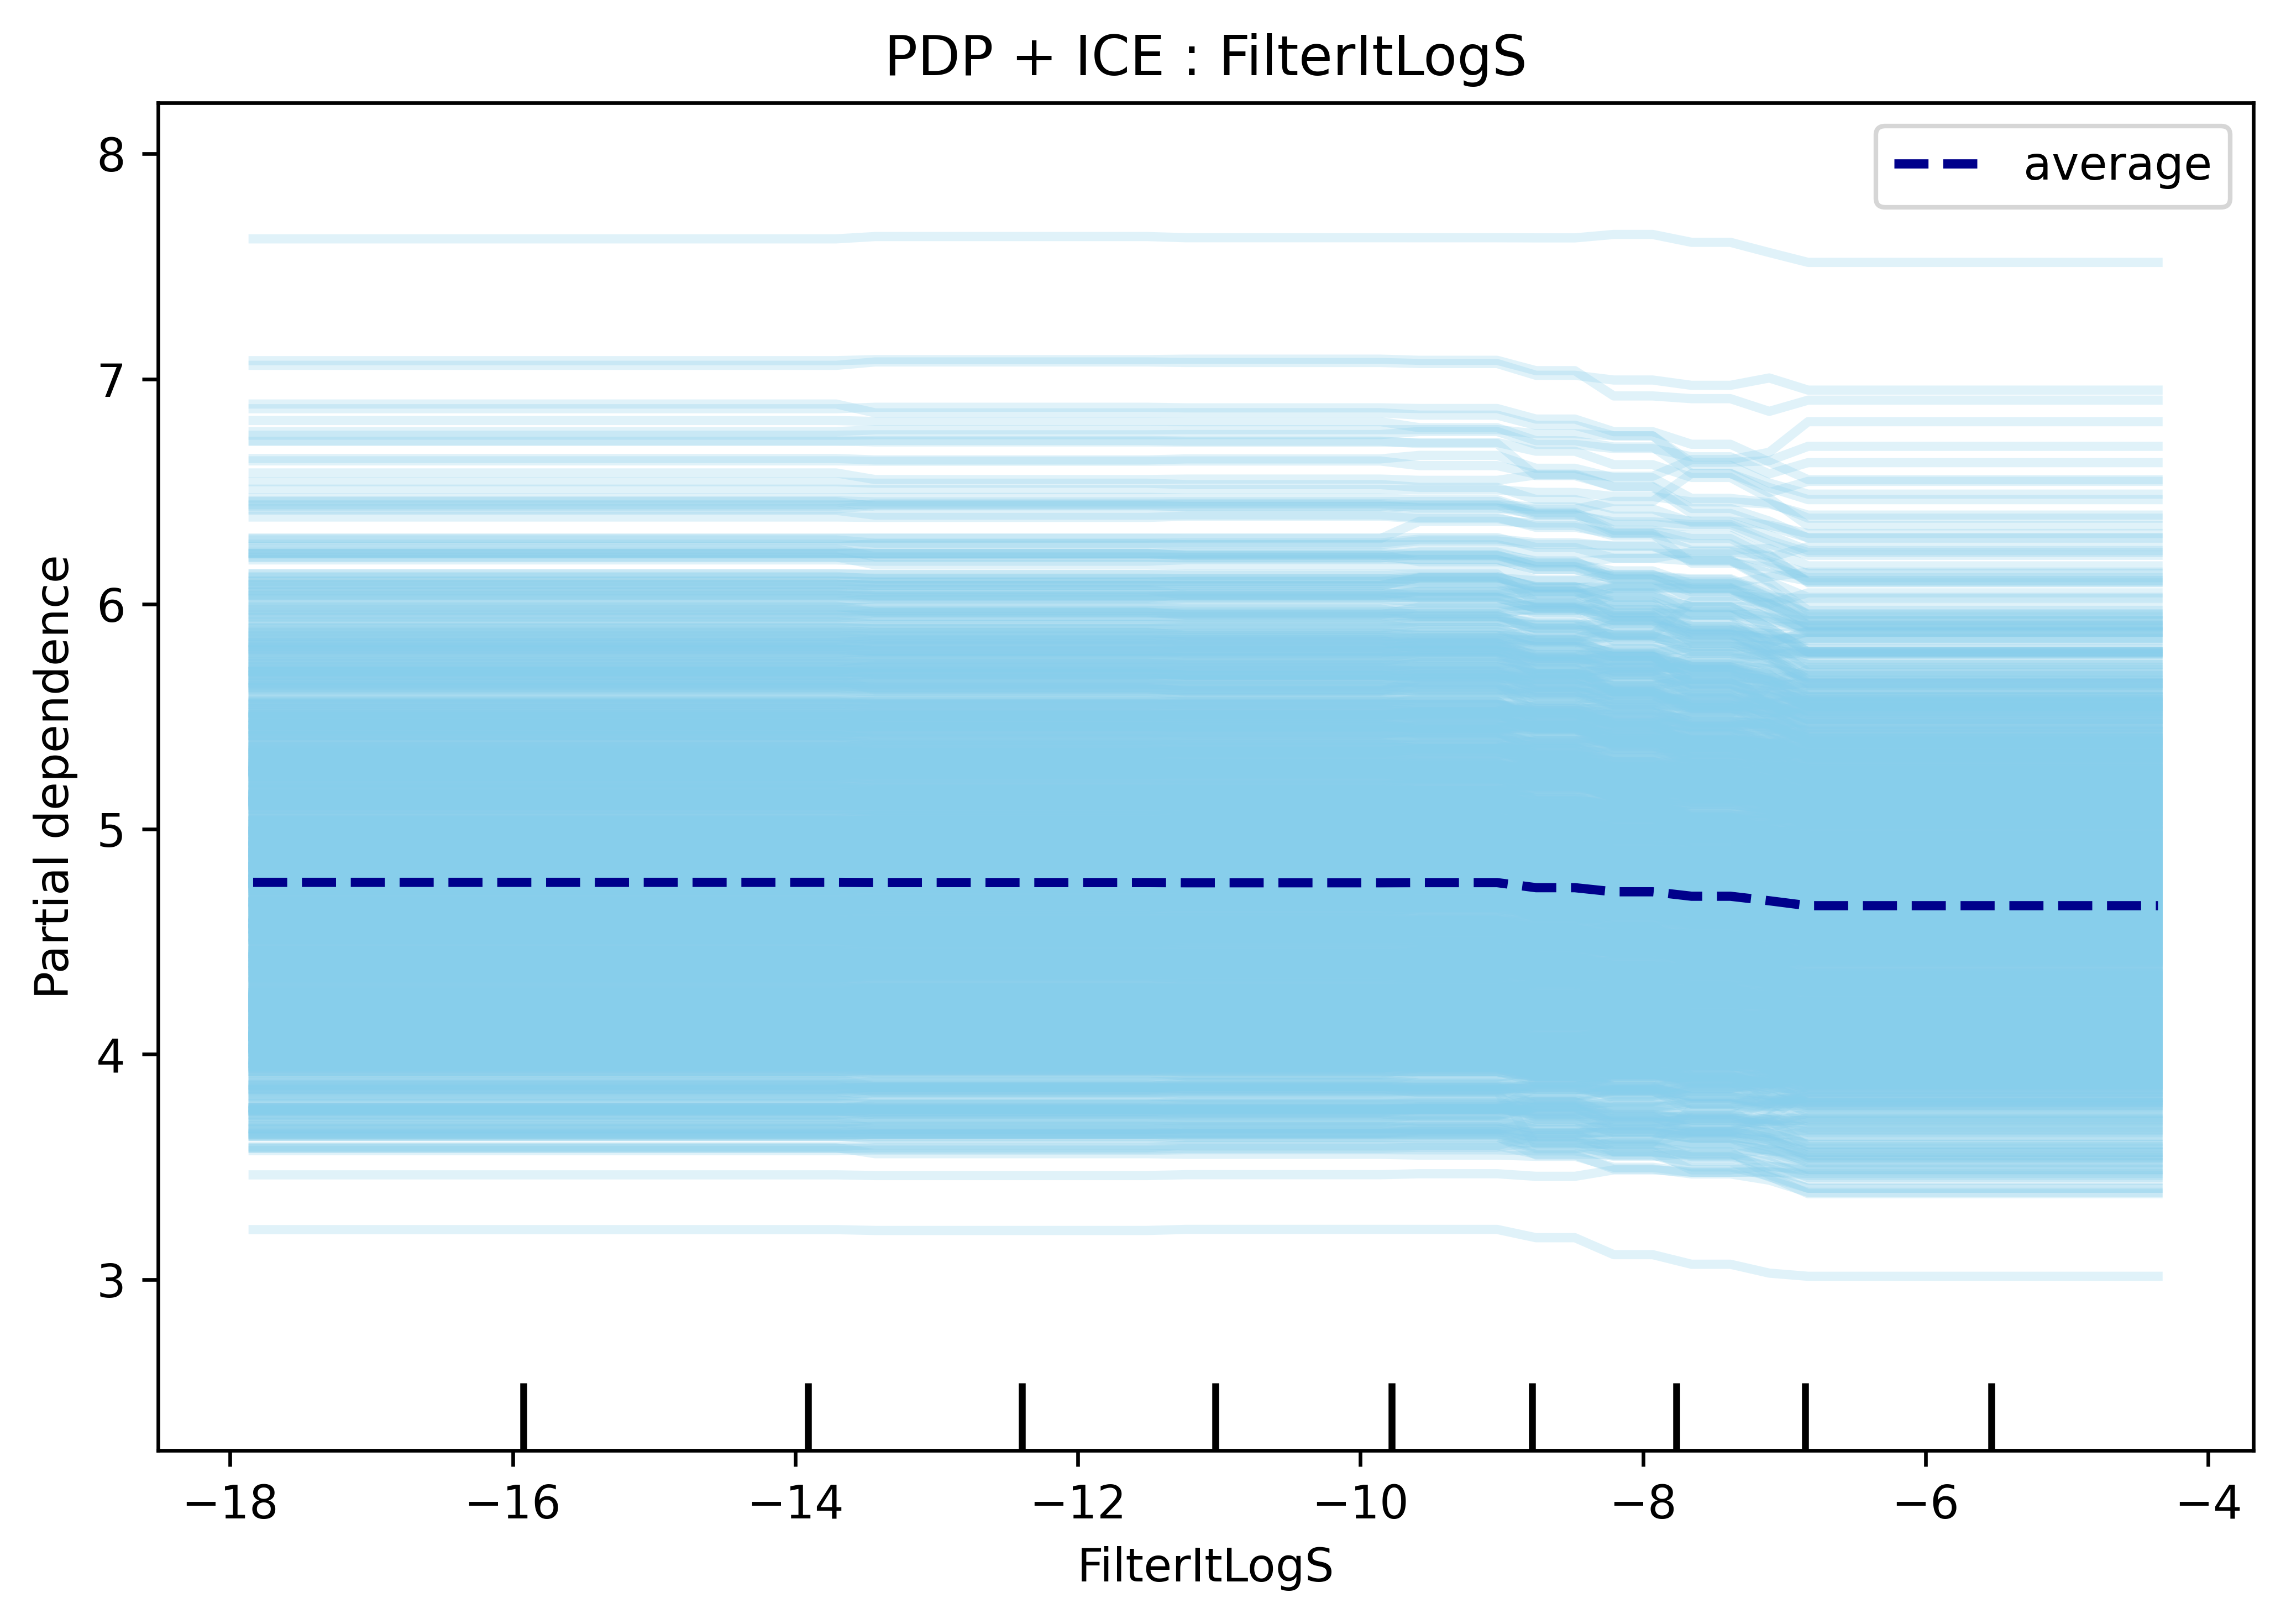 PDP + ICE : FilterItLogS
average
Partial dependence
8
7
6
5
4
3
−18 −16 −14 −12 −10 −8 −6 −4
FilterItLogS